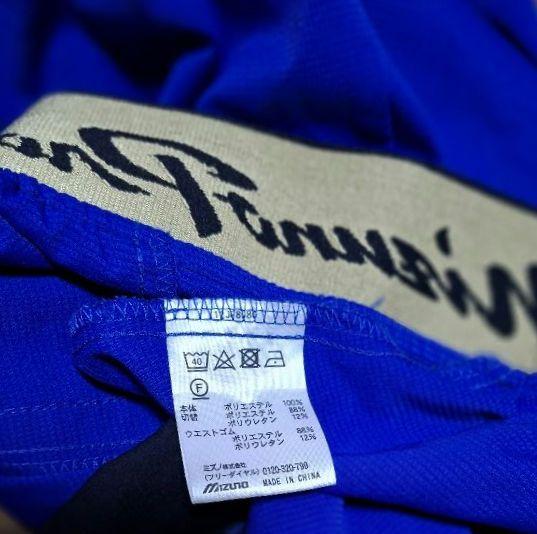 Mizuno Pro
40
F
本体 ポリエステル 100%
切替 ポリエステル 88%
ポリウレタン 12%
ウエストゴム
ポリエステル 88%
ポリウレタン 12%
ミズノ株式会社
(フリーダイヤル) 0120-320-799
MIZUNO MADE IN CHINA